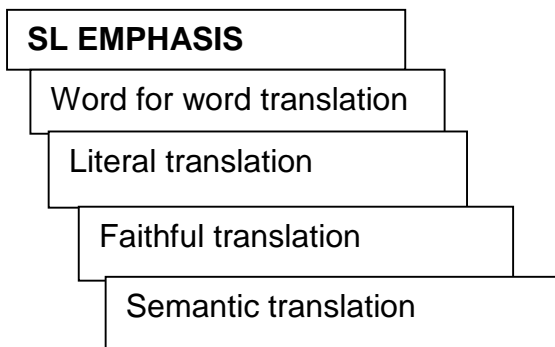 SL EMPHASIS
Word for word translation
Literal translation
Faithful translation
Semantic translation